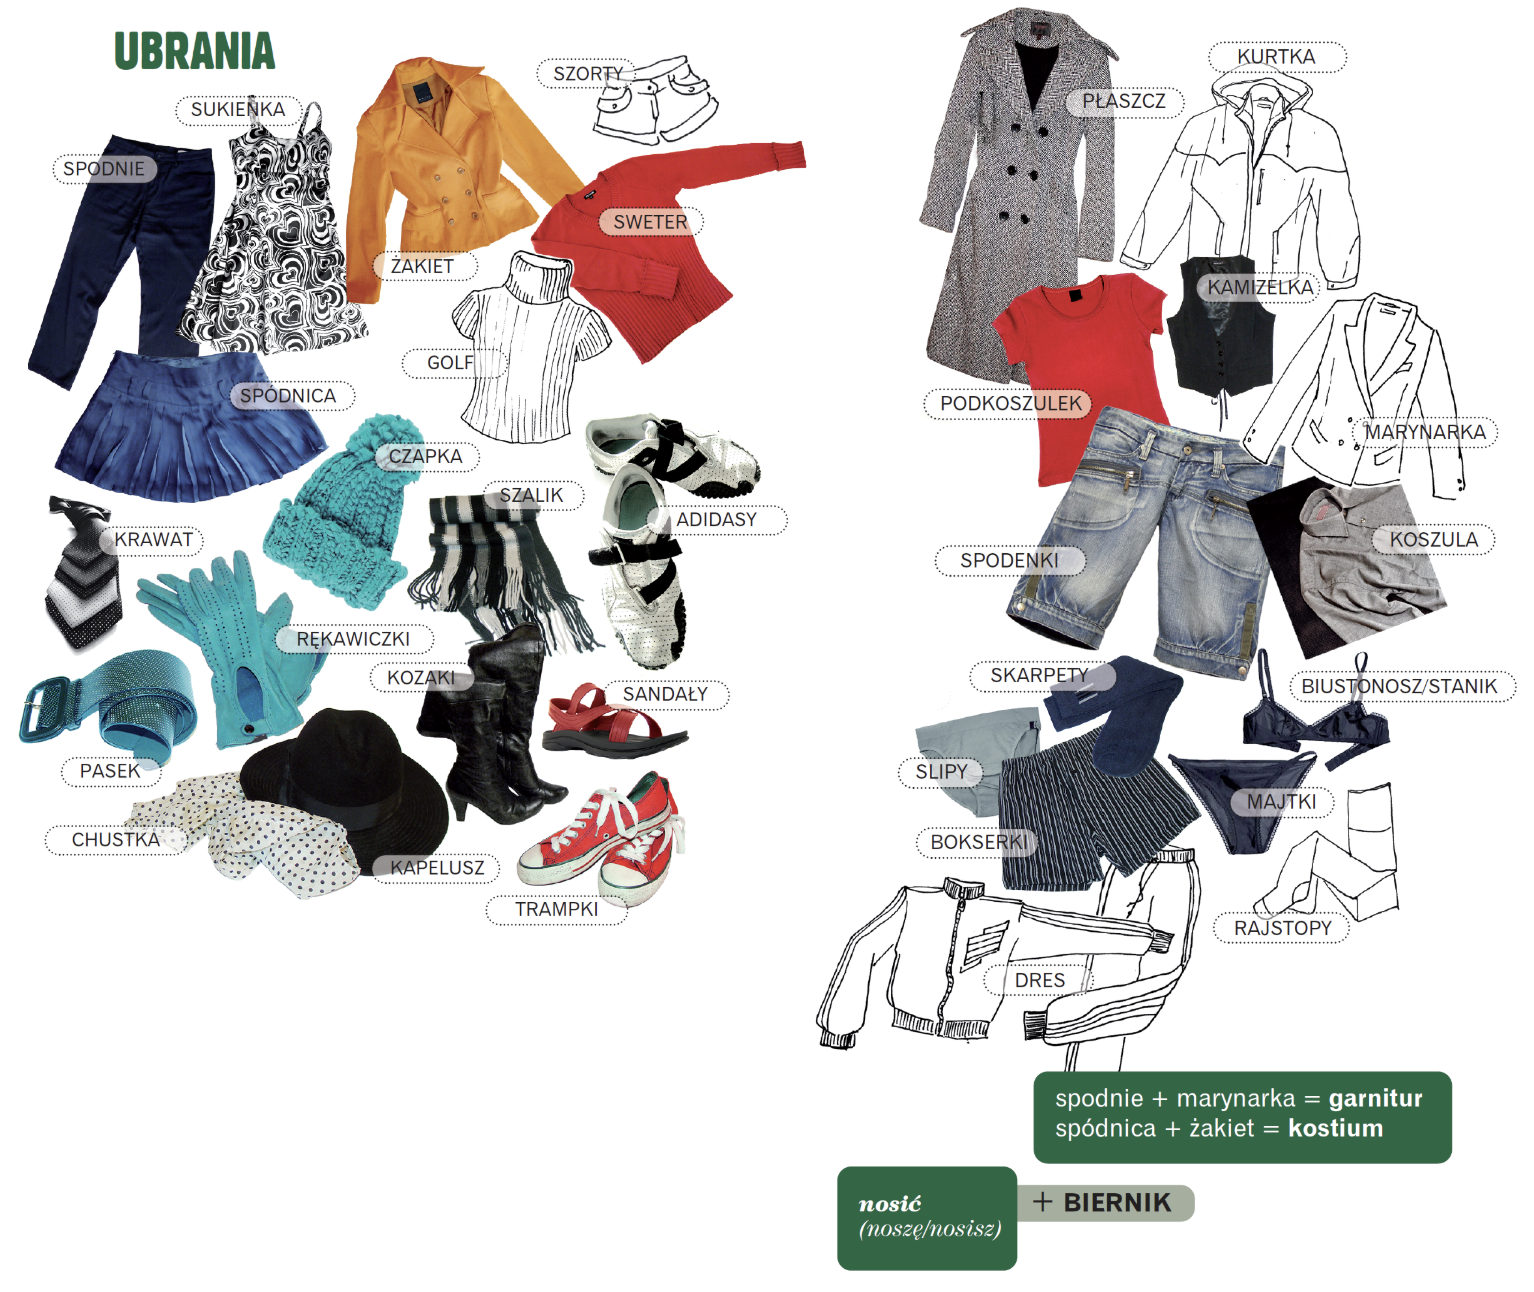 UBRANIA
SUKIENKA
SZORTY
SPODNIE
SWETER
ŻAKIET
GOLF
SPÓDNICA
CZAPKA
SZALIK
ADIDASY
KRAWAT
RĘKAWICZKI
KOZAKI
SANDAŁY
PASEK
CHUSTKA
KAPELUSZ
TRAMPKI
KURTKA
PŁASZCZ
KAMIZELKA
PODKOSZULEK
MARYNARKA
KOSZULA
SPODENKI
SKARPETY
BIUSTONOSZ/STANIK
SLIPY
MAJTKI
BOKSERKI
RAJSTOPY
DRES
spodnie + marynarka = garnitur
spódnica + żakiet = kostium
nosić
(noszę/nosisz)
+ BIERNIK